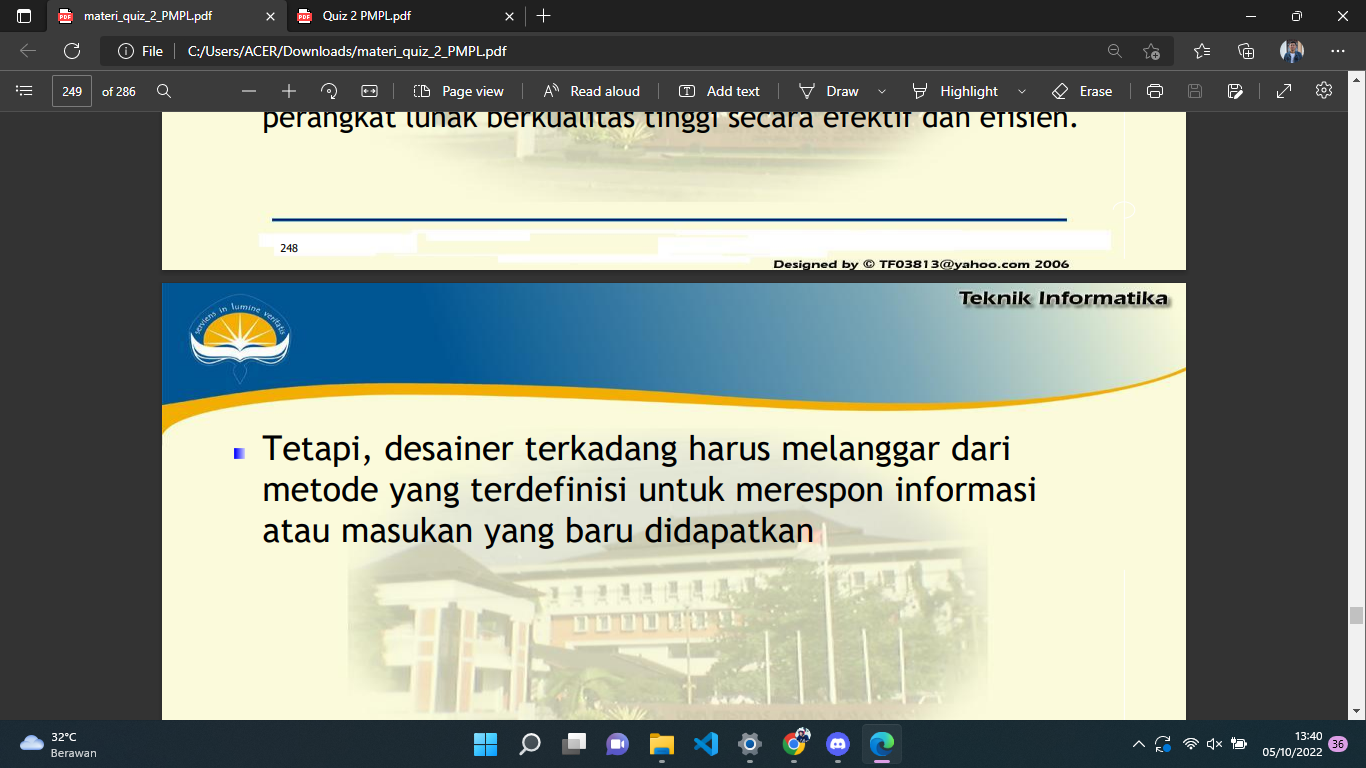 materi_quiz_2_PMPL.pdf
Quiz 2 PMPL.pdf
File
C:/Users/ACER/Downloads/materi_quiz_2_PMPL.pdf
249 of 286
Page view
Read aloud
Add text
Draw
Highlight
Erase
perangkat lunak berkualitas tinggi secara efektif dan efisien.
248
Designed by © TF03813@yahoo.com 2006
serviens in lumine veritatis
Teknik Informatika
Tetapi, desainer terkadang harus melanggar dari
metode yang terdefinisi untuk merespon informasi
atau masukan yang baru didapatkan
32°C
Berawan
13:40
05/10/2022
36